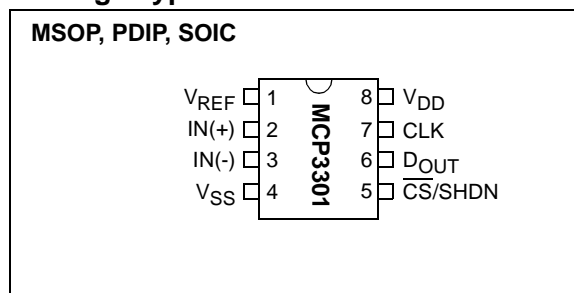 MSOP, PDIP, SOIC
VREF 1 8 VDD
IN(+) 2 7 CLK
IN(-) 3 6 DOUT
VSS 4 5 CS/SHDN
MCP3301